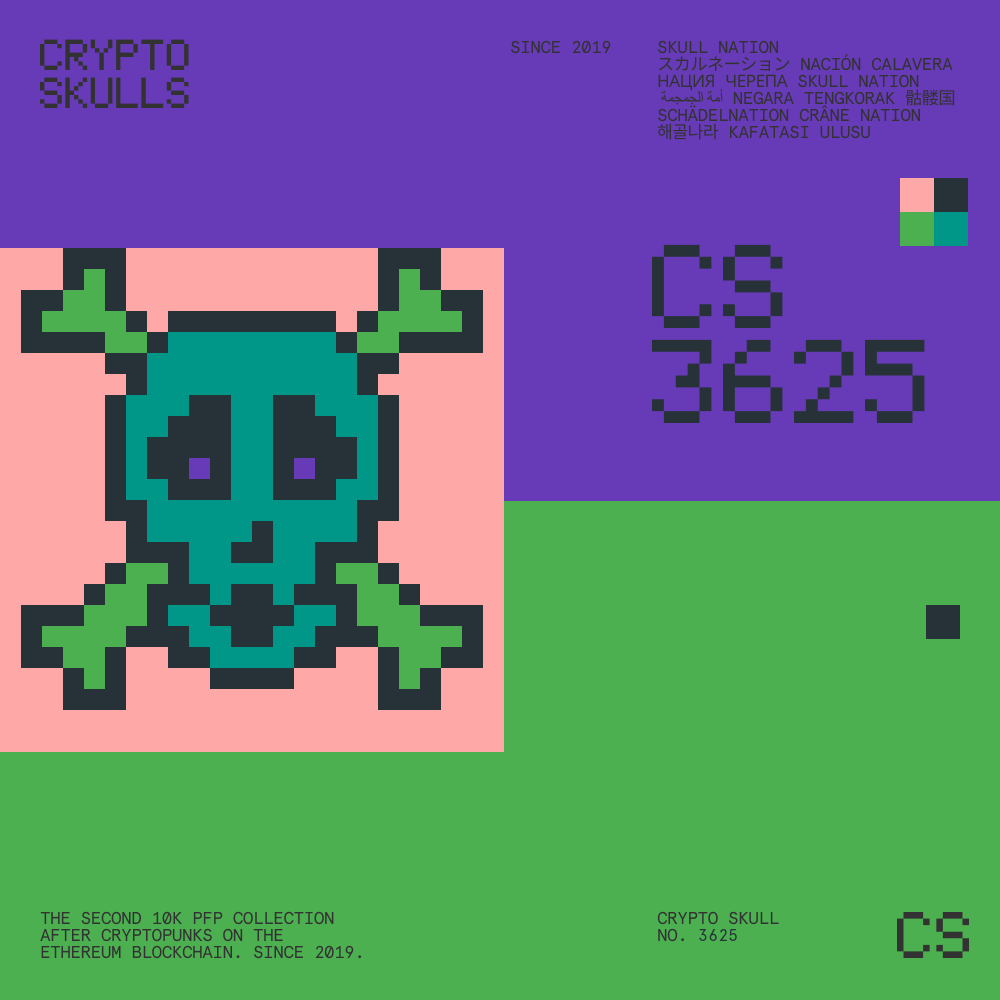 CRYPTO
SKULLS
SINCE 2019
SKULL NATION
スカルネーション NACIÓN CALAVERA
НАЦИЯ ЧЕРЕПА SKULL NATION
أمة الجمجمة NEGARA TENGKORAK 骷髅国
SCHÄDELNATION CRÂNE NATION
해골나라 KAFATASI ULUSU
CS
3625
THE SECOND 10K PFP COLLECTION
AFTER CRYPTOPUNKS ON THE
ETHEREUM BLOCKCHAIN. SINCE 2019.
CRYPTO SKULL
NO. 3625
CS